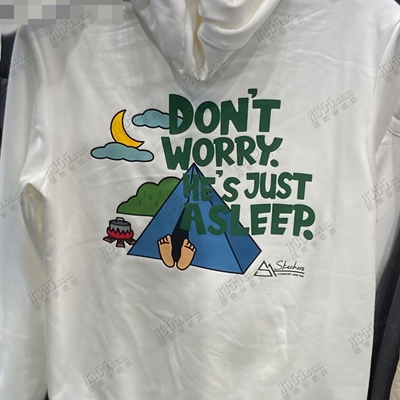 DON'T
WORRY.
HE'S JUST
ASLEEP.
Skechers